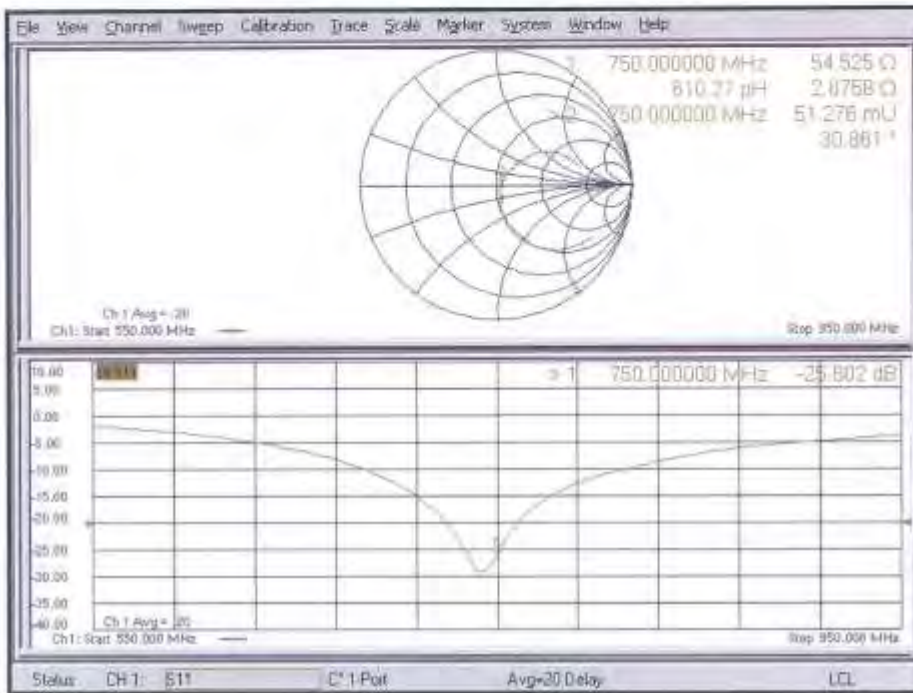 File View Channel Sweep Calibration Trace Scale Marker System Window Help
750.000000 MHz 54.525 Ω
610.27 pH 2.8758 Ω
750.000000 MHz 51.276 mU
30.861 °
Ch 1 Avg = 20
Ch1: Start 550.000 MHz Stop 950.000 MHz
10.00
5.00
0.00
-5.00
-10.00
-15.00
-20.00
-25.00
-30.00
-35.00
-40.00
> 1 750.000000 MHz -25.802 dB
1
Ch 1 Avg = 20
Ch1: Start 550.000 MHz Stop 950.000 MHz
Status CH 1: S11 C* 1-Port Avg=20 Delay LCL